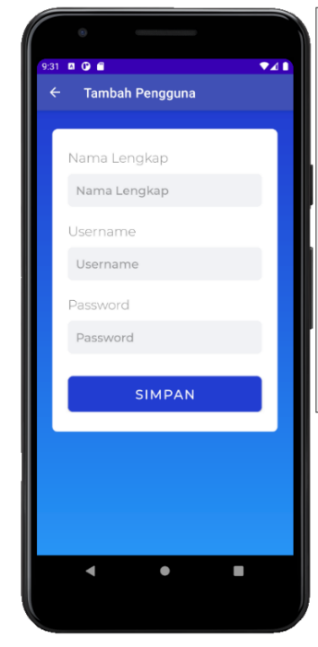 9:31
Tambah Pengguna
Nama Lengkap
Nama Lengkap
Username
Username
Password
Password
SIMPAN